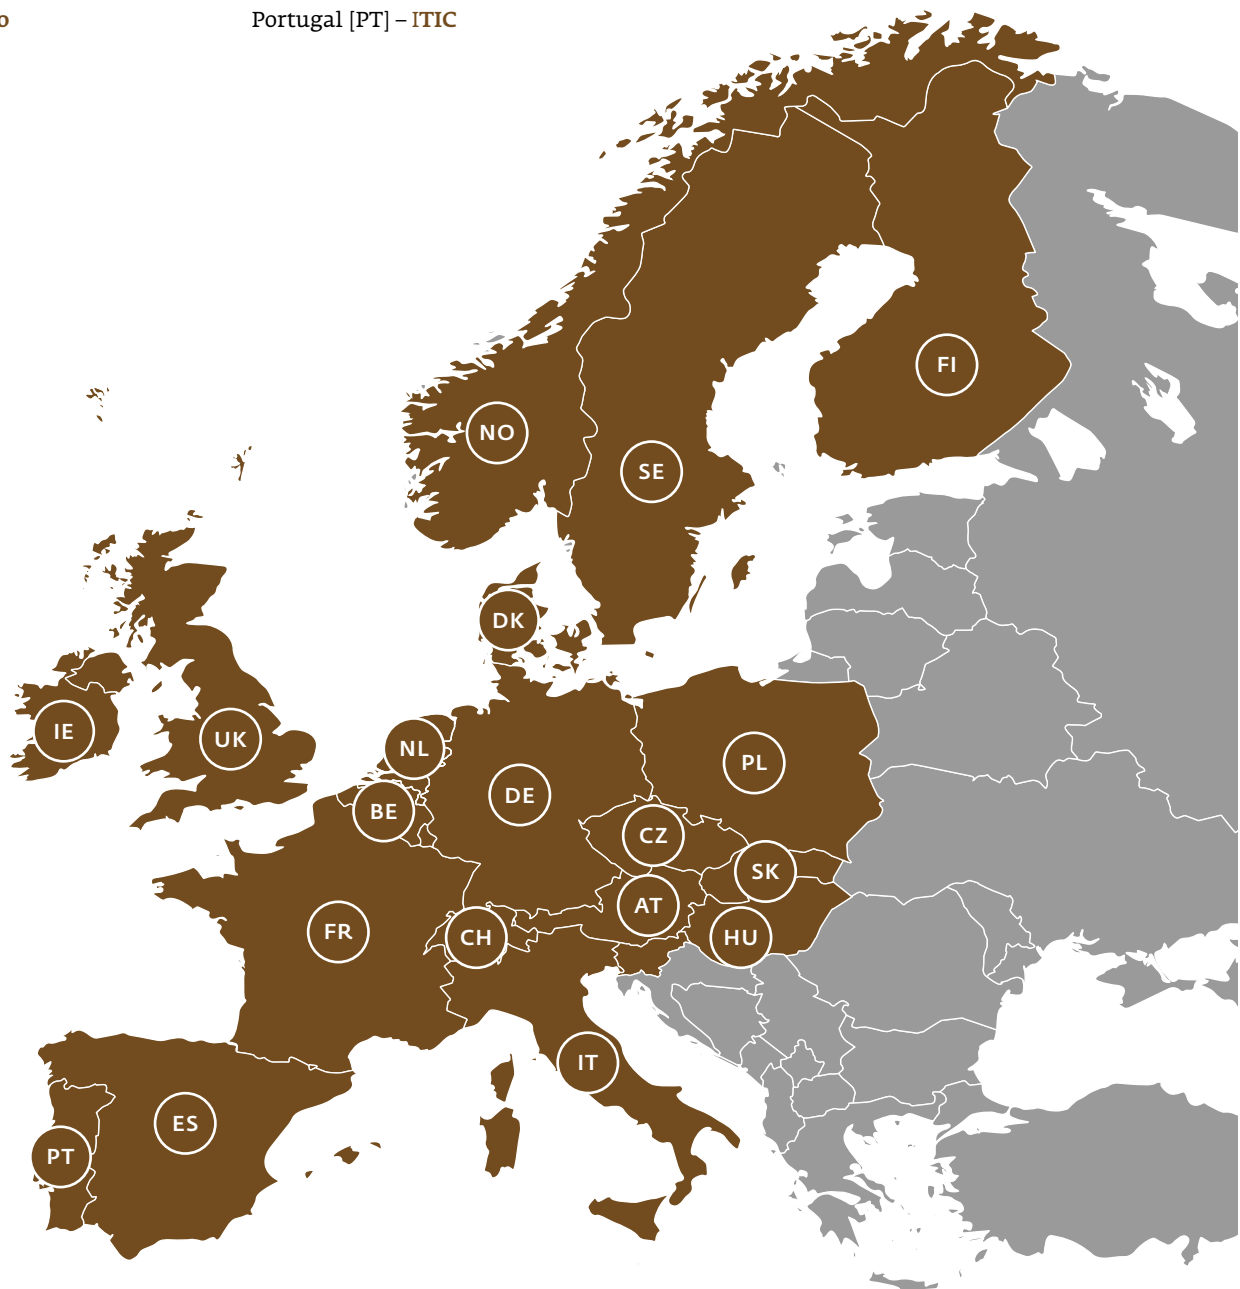 o
Portugal [PT] – ITIC
FI
NO
SE
DK
IE
UK
NL
PL
DE
BE
CZ
SK
AT
FR
CH
HU
IT
ES
PT